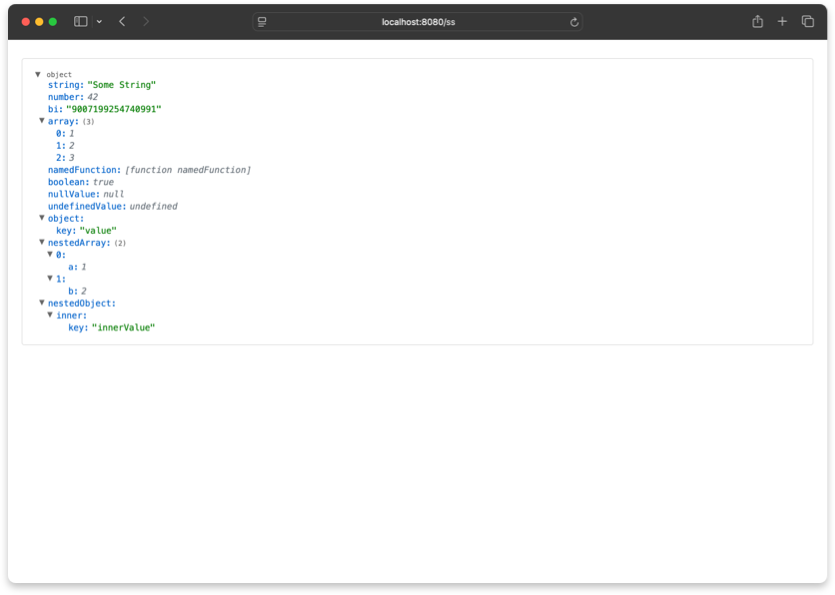 localhost:8080/ss
▼ object
string: "Some String"
number: 42
bi: "9007199254740991"
▼ array: (3)
0: 1
1: 2
2: 3
namedFunction: [function namedFunction]
boolean: true
nullValue: null
undefinedValue: undefined
▼ object:
key: "value"
▼ nestedArray: (2)
▼ 0:
a: 1
▼ 1:
b: 2
▼ nestedObject:
▼ inner:
key: "innerValue"